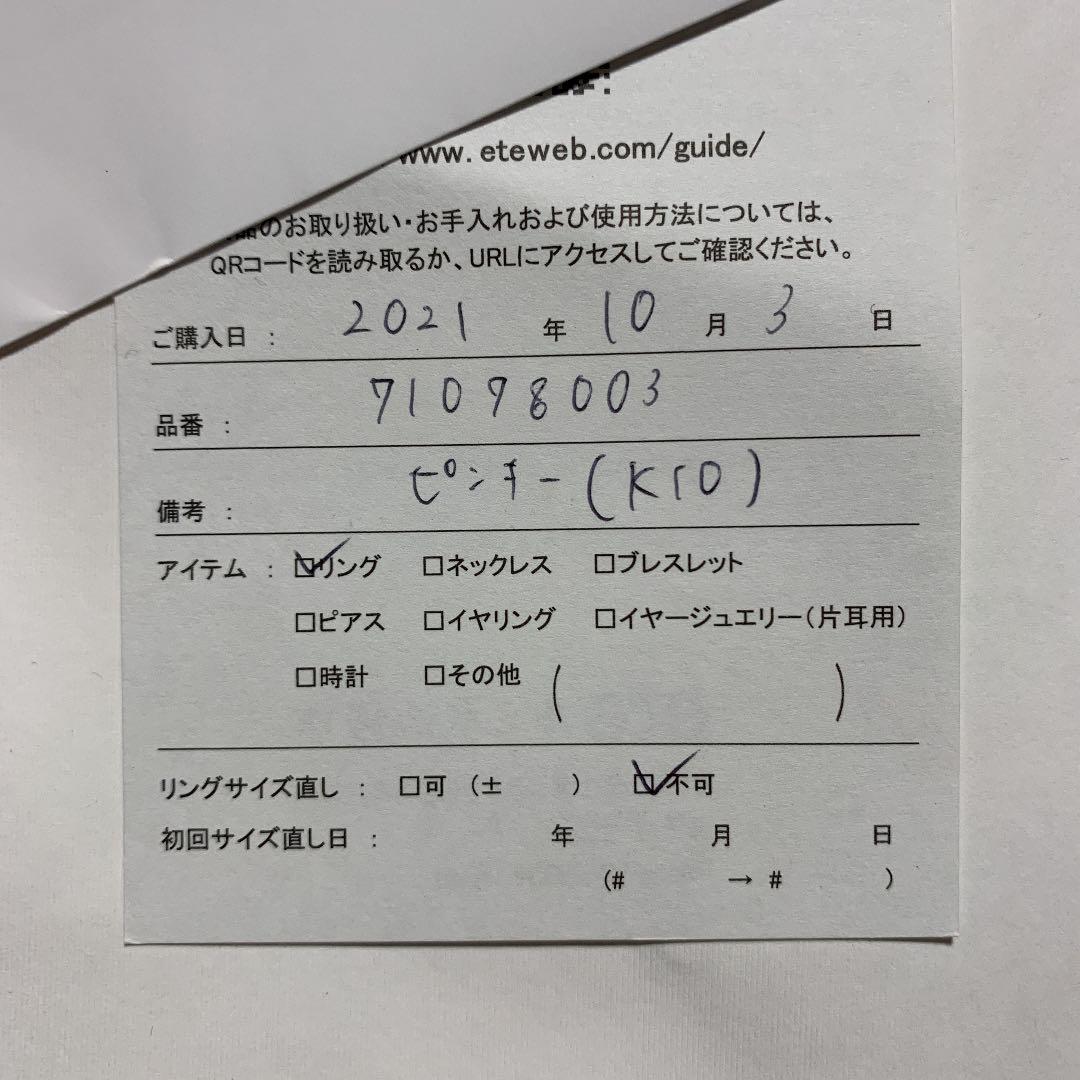 www.eteweb.com/guide/
品のお取り扱い・お手入れおよび使用方法については、
QRコードを読み取るか、URLにアクセスしてご確認ください。
ご購入日 : 2021 年 10 月 3 日
品番 : 71098003
備考 : ピンキー(K10)
アイテム : ☑リング □ネックレス □ブレスレット
□ピアス □イヤリング □イヤージュエリー(片耳用)
□時計 □その他 ( )
リングサイズ直し : □可 (± ) ☑不可
初回サイズ直し日 : 年 月 日
(# → # )